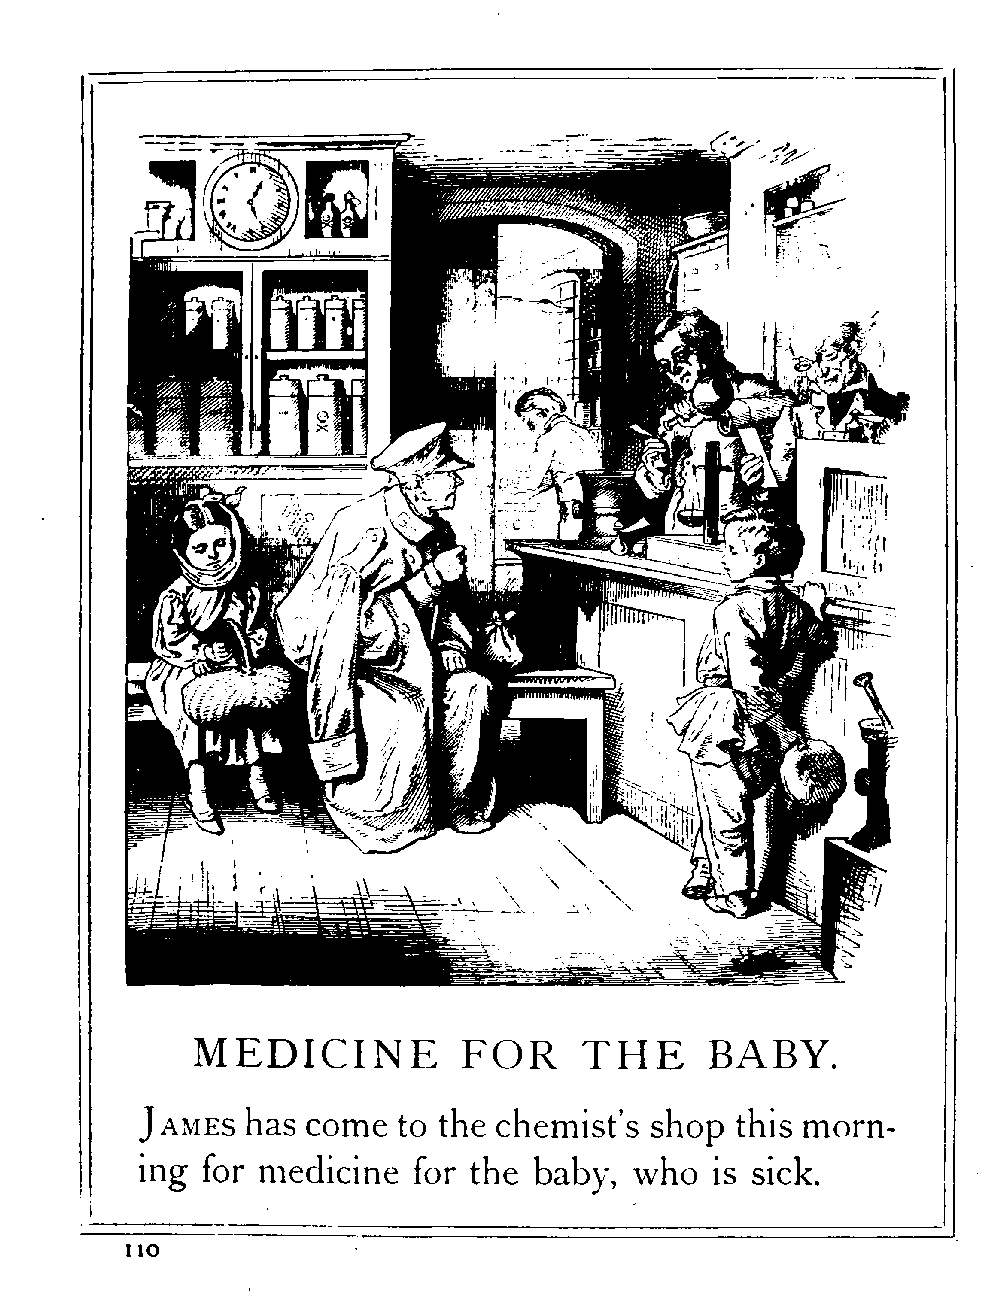 MEDICINE FOR THE BABY.
JAMES has come to the chemist's shop this morn-
ing for medicine for the baby, who is sick.
110